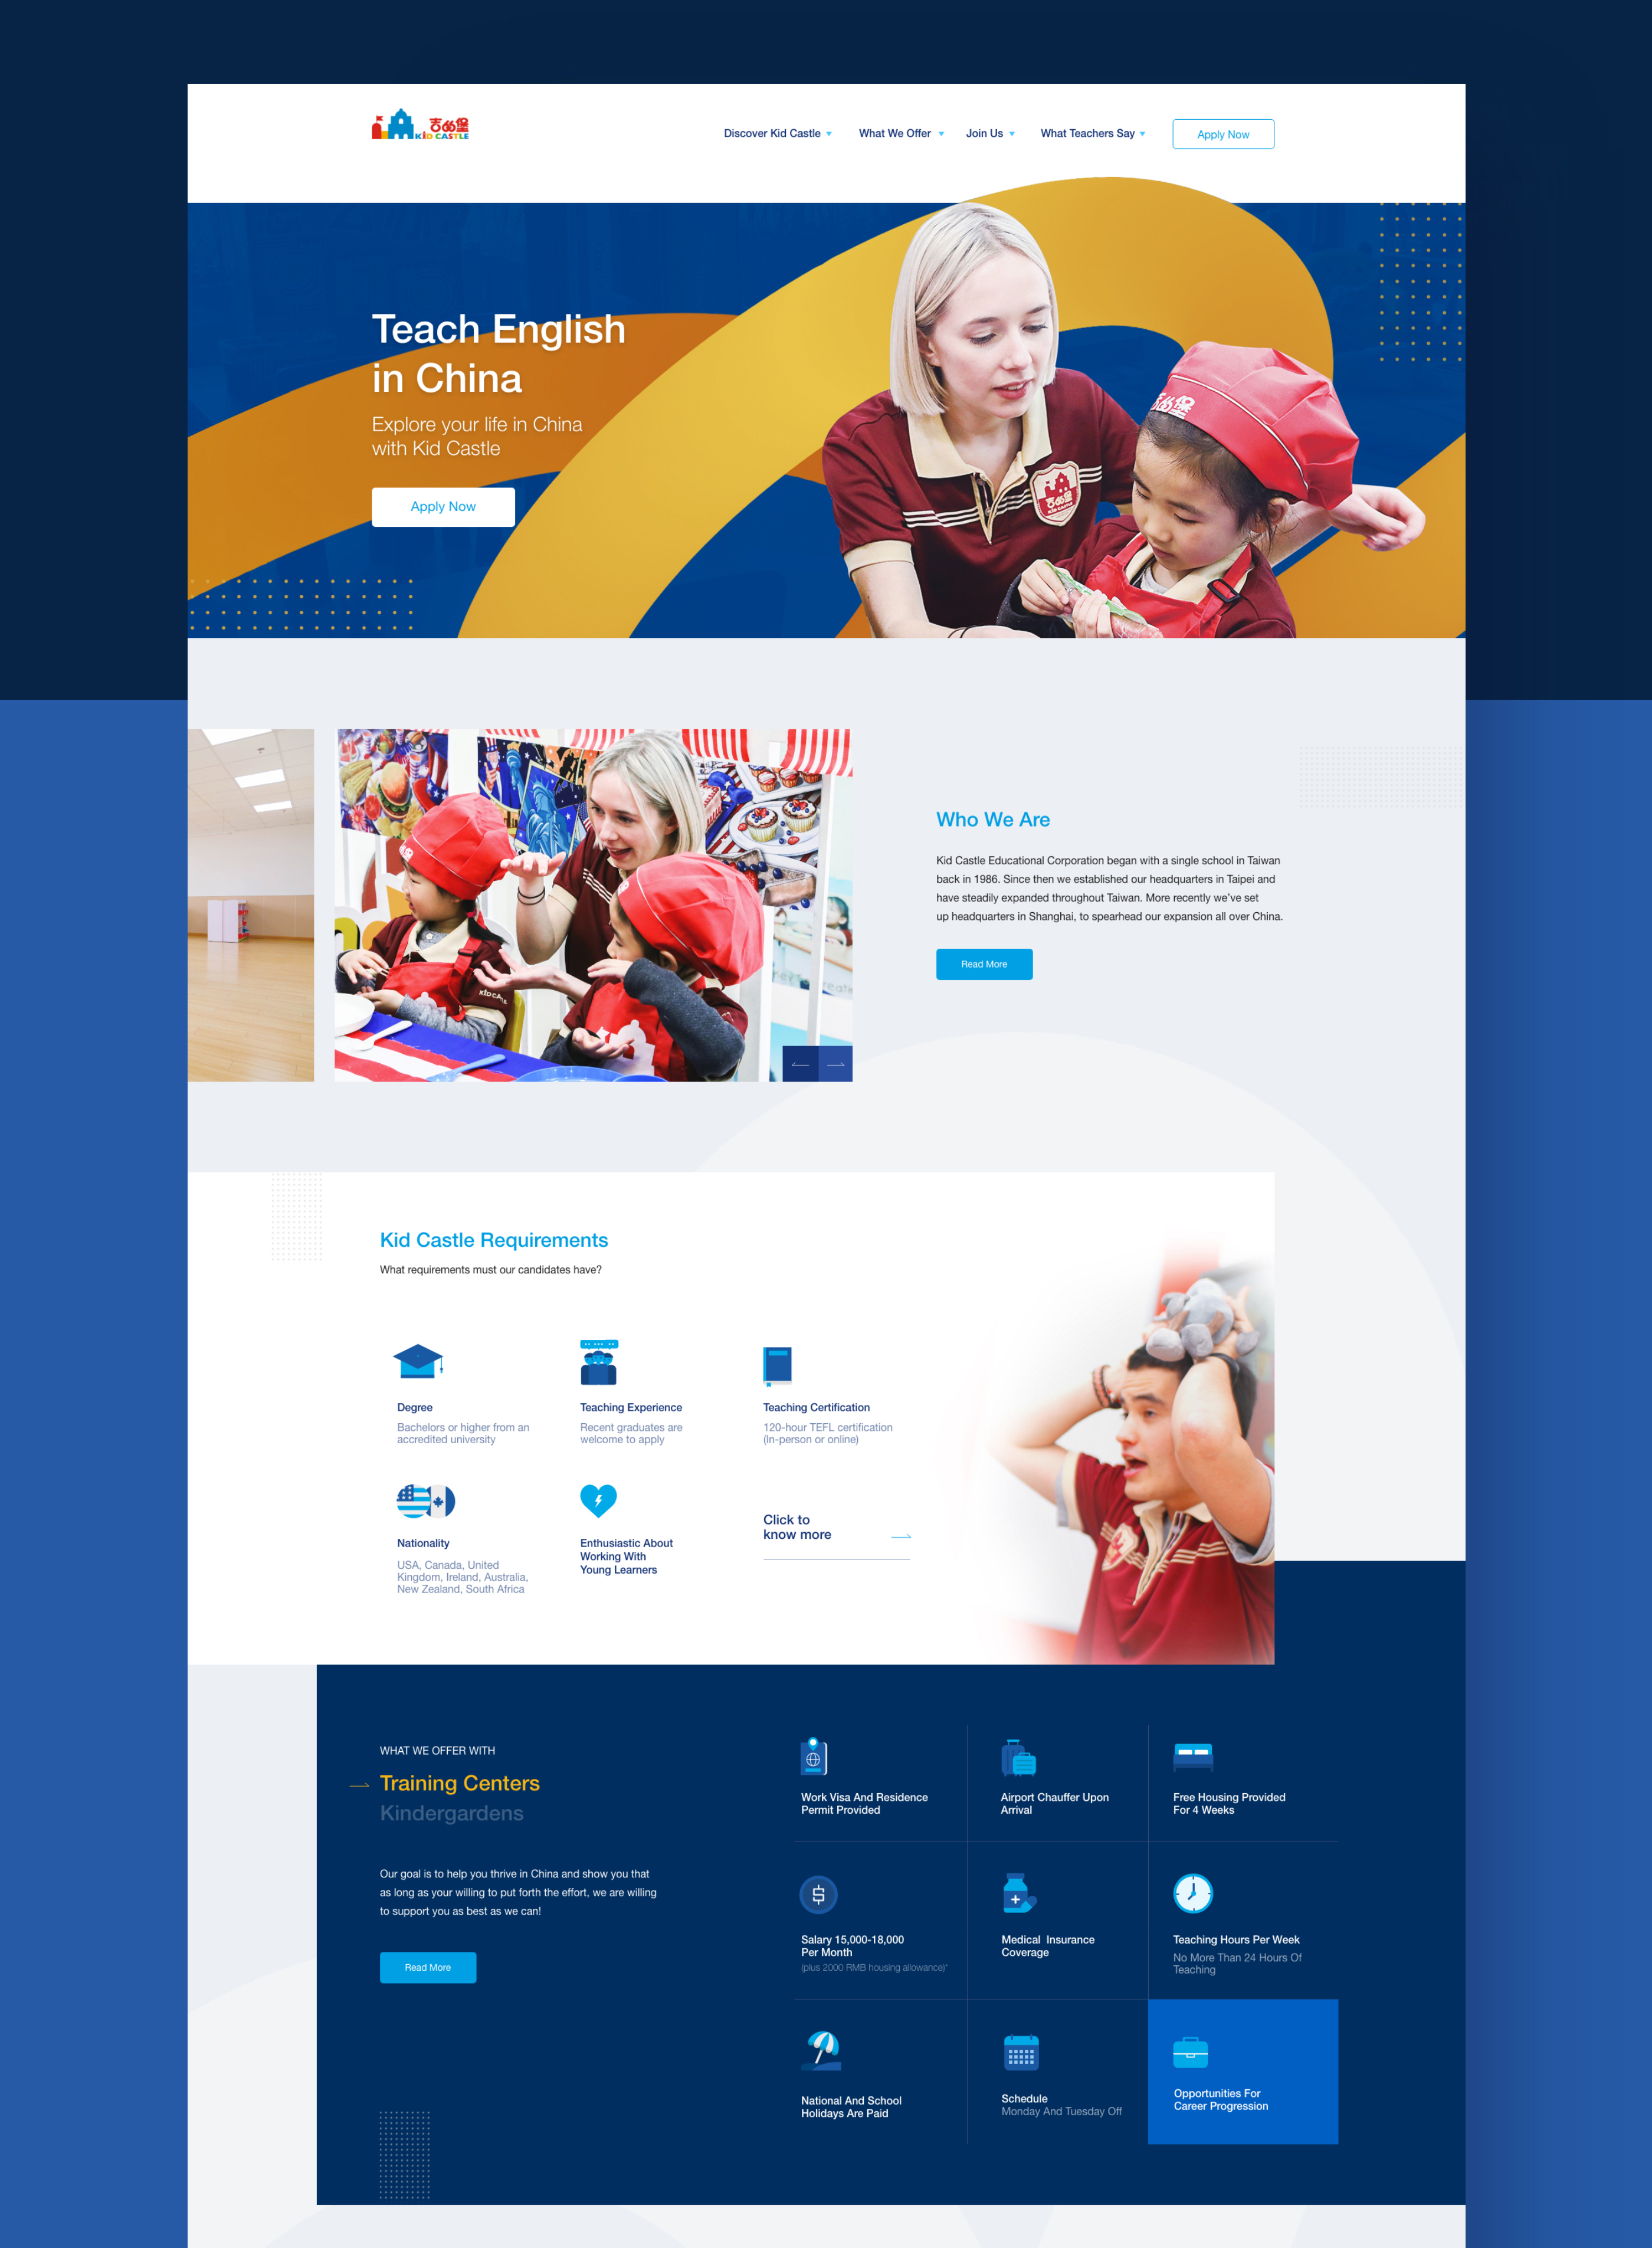 吉的堡
KID CASTLE
Discover Kid Castle
What We Offer
Join Us
What Teachers Say
Apply Now
Teach English
in China
Explore your life in China
with Kid Castle
Apply Now
吉的堡
吉的堡
KID CASTLE
KID CA
Who We Are
Kid Castle Educational Corporation began with a single school in Taiwan
back in 1986. Since then we established our headquarters in Taipei and
have steadily expanded throughout Taiwan. More recently we've set
up headquarters in Shanghai, to spearhead our expansion all over China.
Read More
Kid Castle Requirements
What requirements must our candidates have?
Degree
Bachelors or higher from an
accredited university
Teaching Experience
Recent graduates are
welcome to apply
Teaching Certification
120-hour TEFL certification
(In-person or online)
Nationality
USA, Canada, United
Kingdom, Ireland, Australia,
New Zealand, South Africa
Enthusiastic About
Working With
Young Learners
Click to
know more
WHAT WE OFFER WITH
Training Centers
Kindergardens
Our goal is to help you thrive in China and show you that
as long as your willing to put forth the effort, we are willing
to support you as best as we can!
Read More
Work Visa And Residence
Permit Provided
Airport Chauffer Upon
Arrival
Free Housing Provided
For 4 Weeks
Salary 15,000-18,000
Per Month
(plus 2000 RMB housing allowance)*
Medical Insurance
Coverage
Teaching Hours Per Week
No More Than 24 Hours Of
Teaching
National And School
Holidays Are Paid
Schedule
Monday And Tuesday Off
Opportunities For
Career Progression